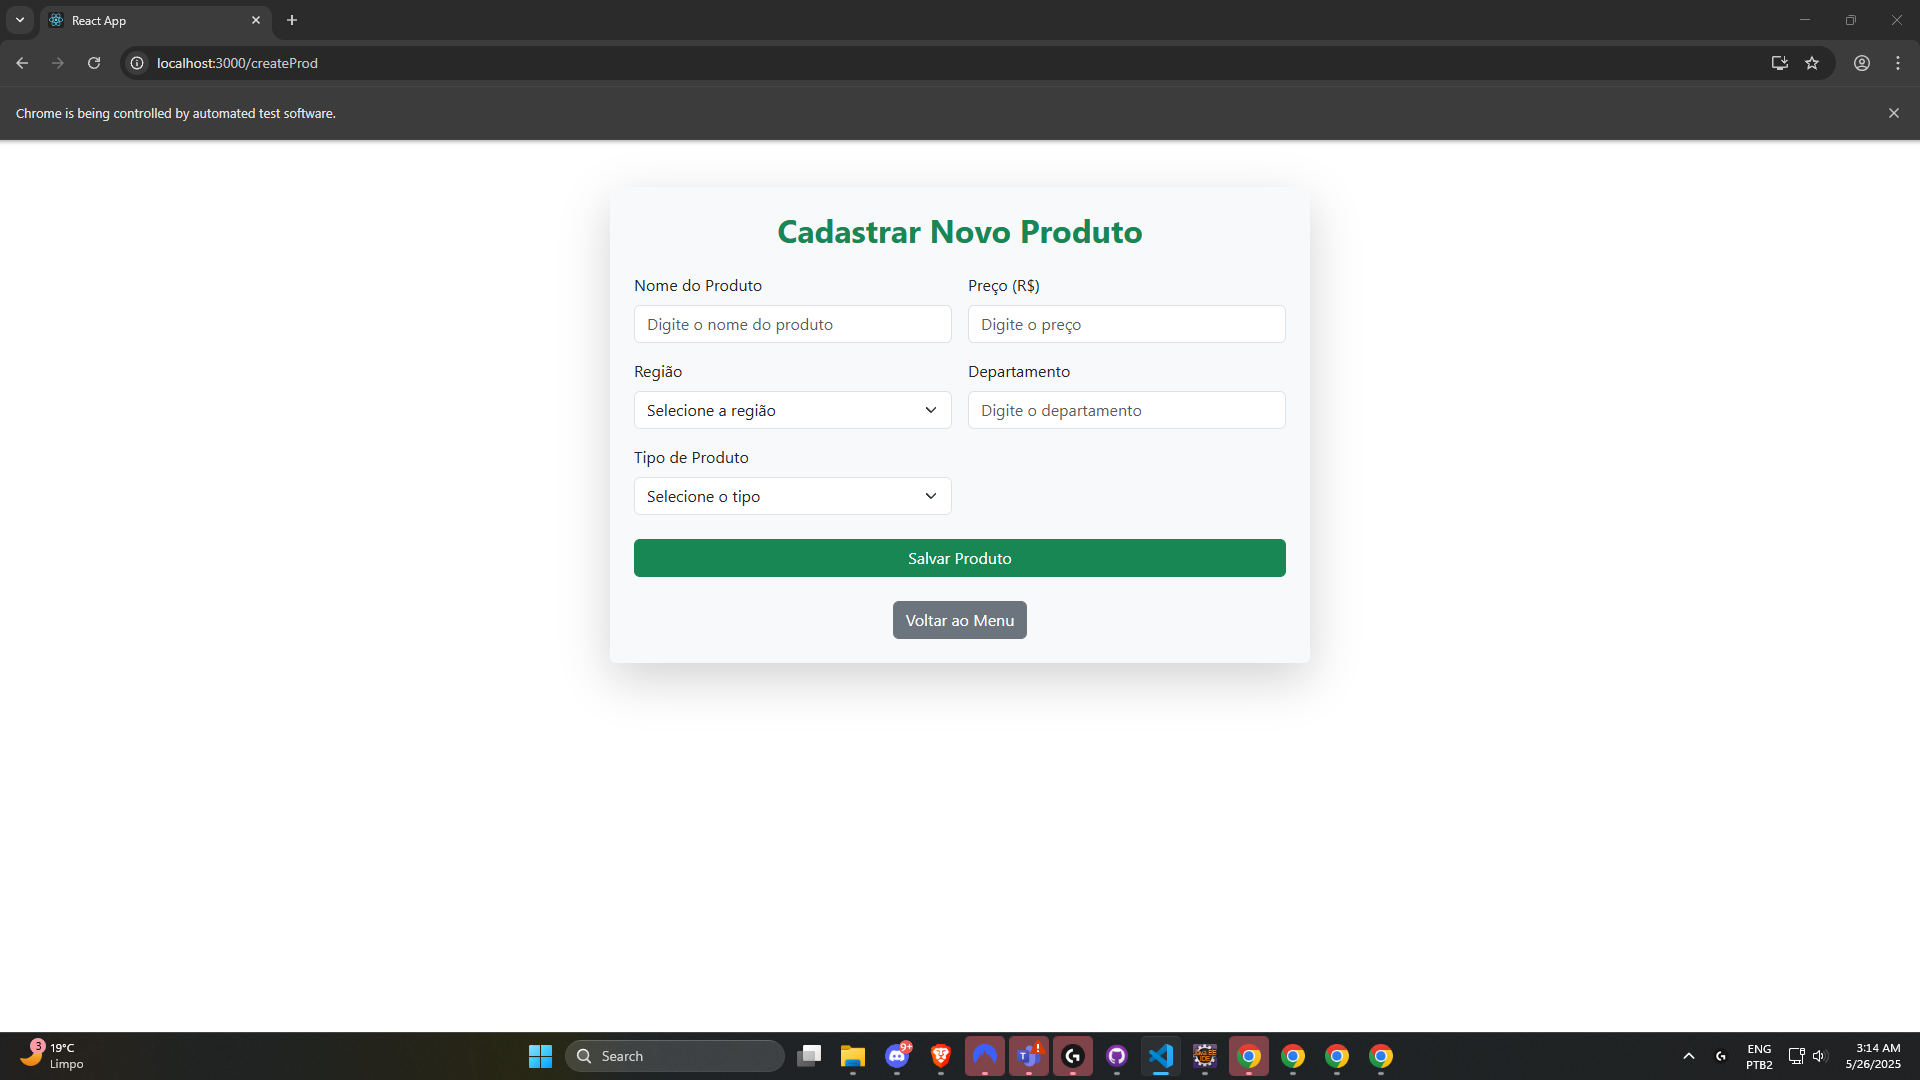 React App
localhost:3000/createProd
Chrome is being controlled by automated test software.
Cadastrar Novo Produto
Nome do Produto
Preço (R$)
Digite o nome do produto
Digite o preço
Região
Departamento
Selecione a região
Digite o departamento
Tipo de Produto
Selecione o tipo
Salvar Produto
Voltar ao Menu
3
19°C
Limpo
Search
9+
ENG
PTB2
3:14 AM
5/26/2025